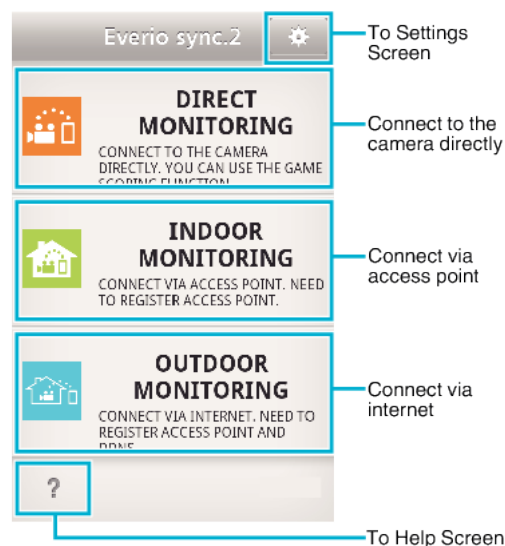 Everio sync.2
To Settings
Screen
DIRECT
MONITORING
CONNECT TO THE CAMERA
DIRECTLY. YOU CAN USE THE GAME
SCORING FUNCTION
Connect to the
camera directly
INDOOR
MONITORING
CONNECT VIA ACCESS POINT. NEED
TO REGISTER ACCESS POINT.
Connect via
access point
OUTDOOR
MONITORING
CONNECT VIA INTERNET. NEED TO
REGISTER ACCESS POINT AND
Connect via
internet
?
To Help Screen